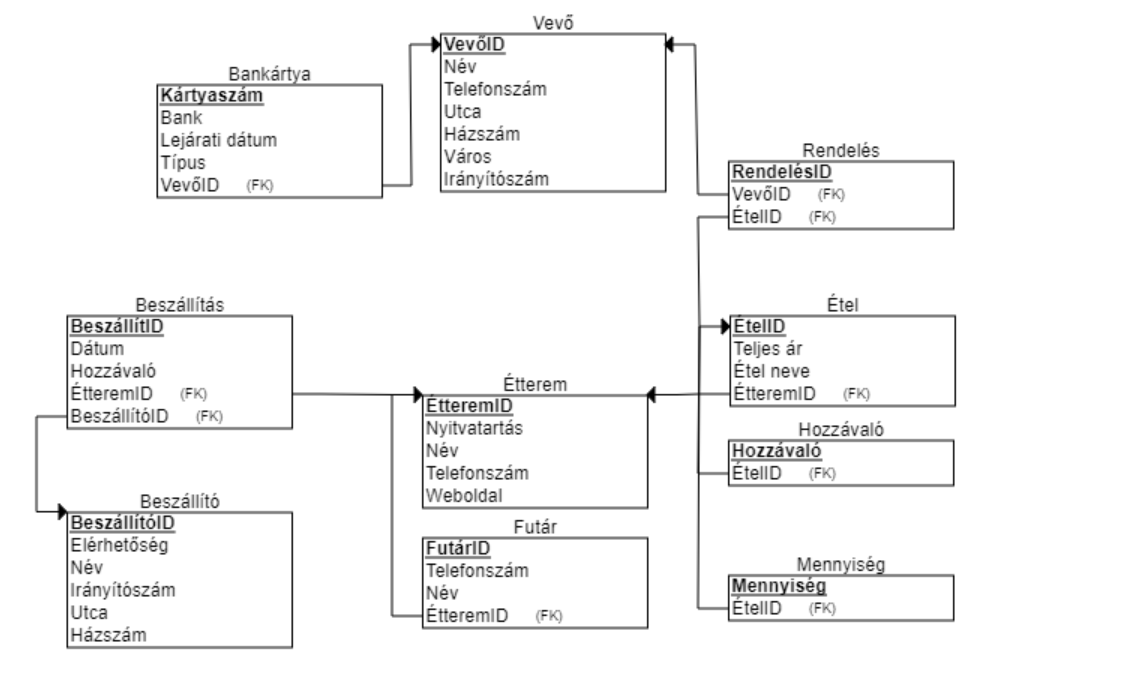 Vevő
VevőID
Név
Telefonszám
Utca
Házszám
Város
Irányítószám
Bankártya
Kártyaszám
Bank
Lejárati dátum
Típus
VevőID (FK)
Rendelés
RendelésID
VevőID (FK)
ÉtelID (FK)
Beszállítás
BeszállítID
Dátum
Hozzávaló
ÉtteremID (FK)
BeszállítóID (FK)
Étel
ÉtelID
Teljes ár
Étel neve
ÉtteremID (FK)
Étterem
ÉtteremID
Nyitvatartás
Név
Telefonszám
Weboldal
Hozzávaló
Hozzávaló
ÉtelID (FK)
Beszállító
BeszállítóID
Elérhetőség
Név
Irányítószám
Utca
Házszám
Futár
FutárID
Telefonszám
Név
ÉtteremID (FK)
Mennyiség
Mennyiség
ÉtelID (FK)